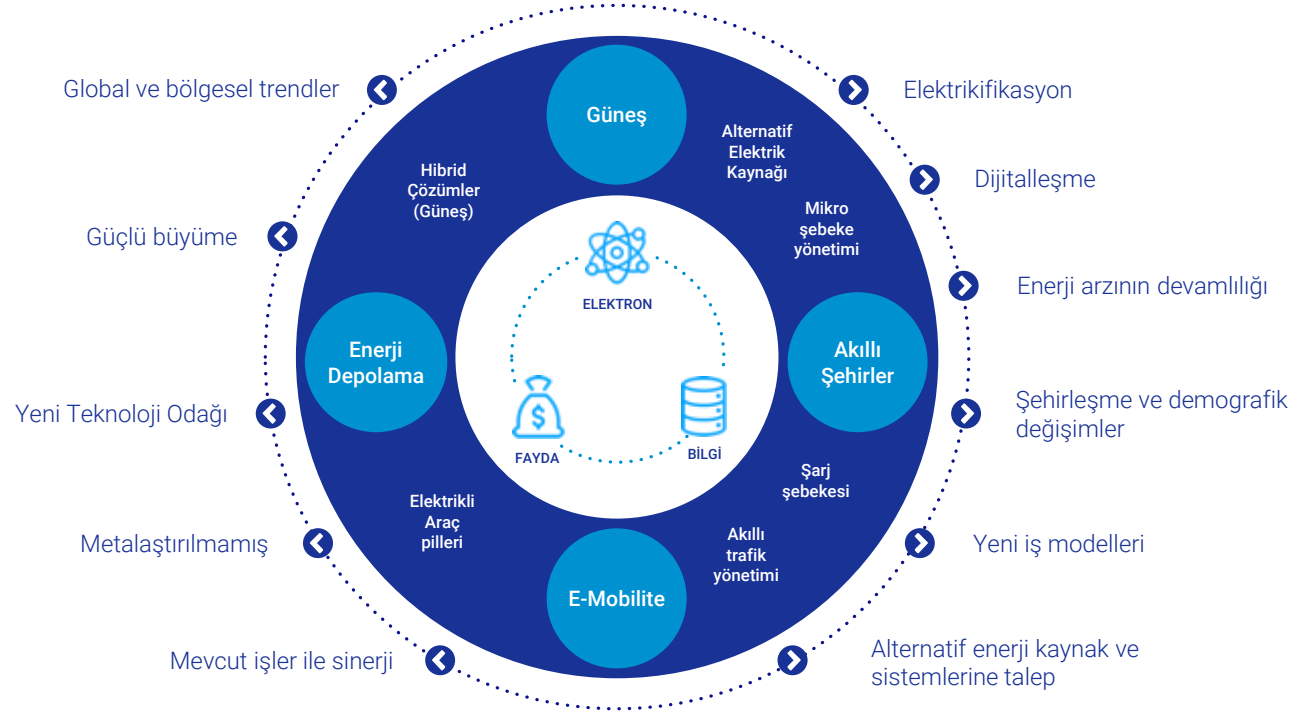 Global ve bölgesel trendler
Güçlü büyüme
Yeni Teknoloji Odağı
Metalaştırılmamış
Mevcut işler ile sinerji
Güneş
Alternatif
Elektrik
Kaynağı
Mikro
şebeke
yönetimi
Akıllı
Şehirler
Şarj
şebekesi
Akıllı
trafik
yönetimi
E-Mobilite
Elektrikli
Araç
pilleri
Enerji
Depolama
Hibrid
Çözümler
(Güneş)
ELEKTRON
FAYDA
BİLGİ
Elektrikifikasyon
Dijitalleşme
Enerji arzının devamlılığı
Şehirleşme ve demografik
değişimler
Yeni iş modelleri
Alternatif enerji kaynak ve
sistemlerine talep